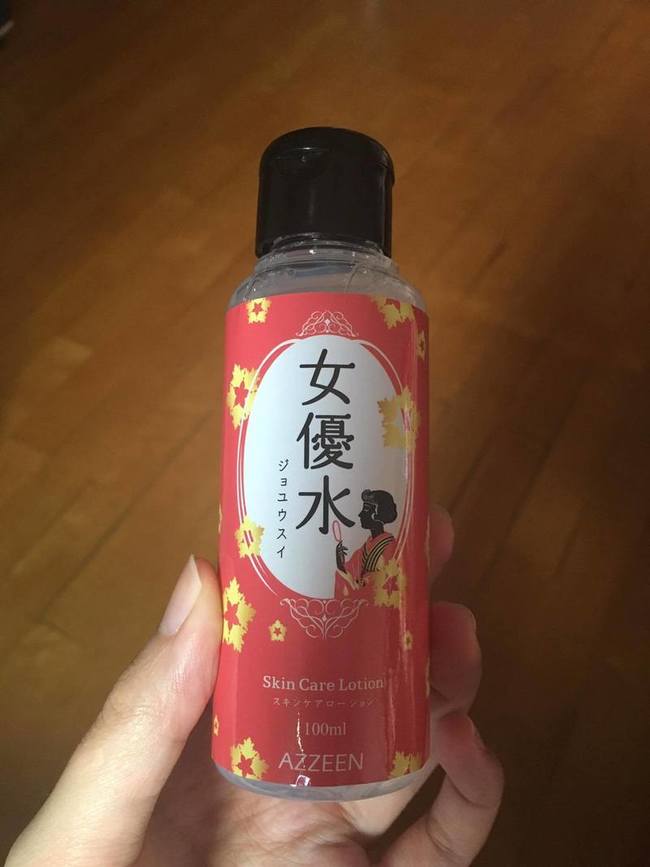 女優水
ジョユウスイ
Skin Care Lotion
スキンケアローション
100ml
AZZEEN